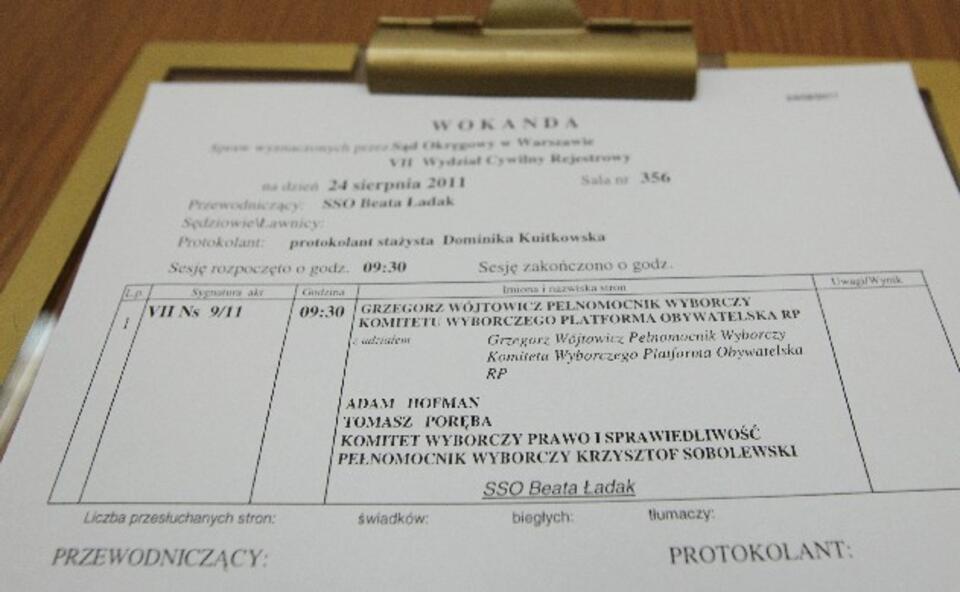 WOKANDA
Spraw wyznaczonych przez Sąd Okręgowy w Warszawie
VII Wydział Cywilny Rejestrowy
na dzień 24 sierpnia 2011 Sala nr 356
Przewodniczący: SSO Beata Ładak
Sędziowie\Ławnicy:
Protokolant: protokolant stażysta Dominika Kuitkowska
Sesję rozpoczęto o godz. 09:30 Sesję zakończono o godz.
L.p. Sygnatura akt Godzina Imiona i nazwiska stron Uwagi/Wynik
1 VII Ns 9/11 09:30 GRZEGORZ WÓJTOWICZ PEŁNOMOCNIK WYBORCZY
KOMITETU WYBORCZEGO PLATFORMA OBYWATELSKA RP
z udziałem Grzegorz Wójtowicz Pełnomocnik Wyborczy
Komiteta Wyborczego Platforma Obywatelska
RP
ADAM HOFMAN
TOMASZ PORĘBA
KOMITET WYBORCZY PRAWO I SPRAWIEDLIWOŚĆ
PEŁNOMOCNIK WYBORCZY KRZYSZTOF SOBOLEWSKI
SSO Beata Ładak
Liczba przesłuchanych stron: świadków: biegłych: tłumaczy:
PRZEWODNICZĄCY: PROTOKOLANT: